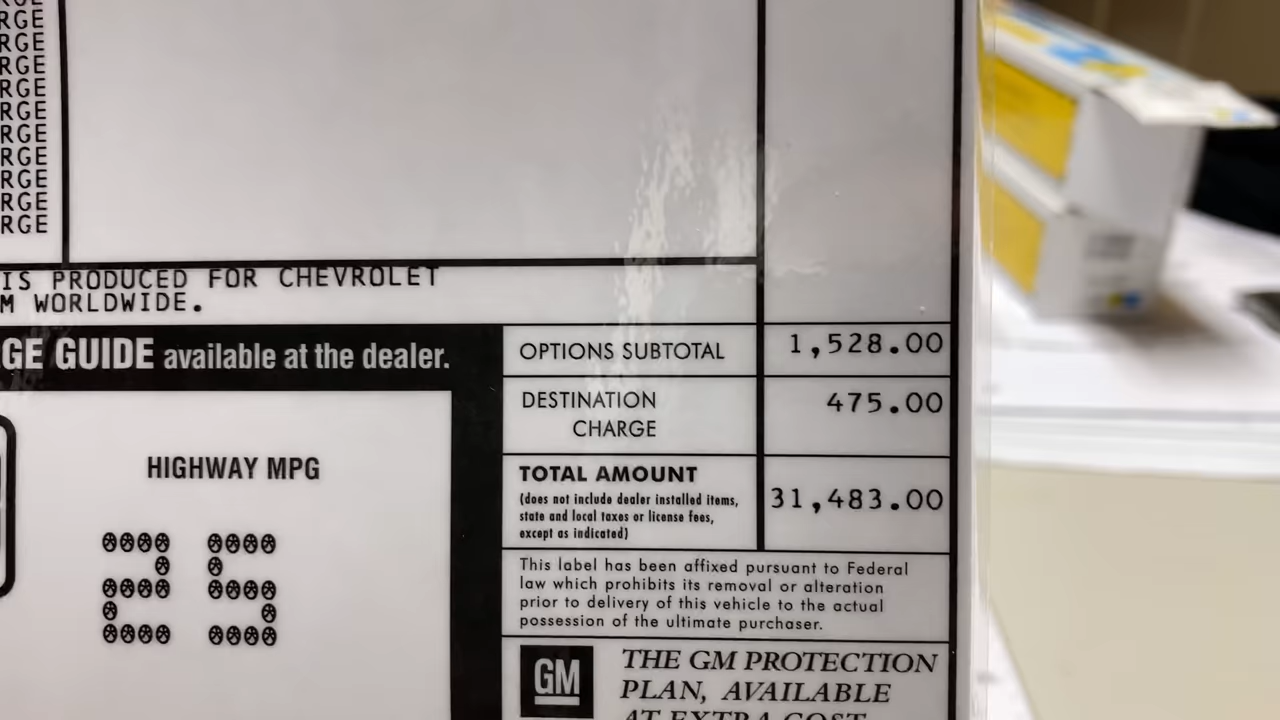 RGE
RGE
RGE
RGE
RGE
RGE
RGE
RGE
RGE
RGE
IS PRODUCED FOR CHEVROLET
M WORLDWIDE.
GE GUIDE available at the dealer.
HIGHWAY MPG
25
OPTIONS SUBTOTAL 1,528.00
DESTINATION
CHARGE 475.00
TOTAL AMOUNT
(does not include dealer installed items,
state and local taxes or license fees,
except as indicated)
31,483.00
This label has been affixed pursuant to Federal
law which prohibits its removal or alteration
prior to delivery of this vehicle to the actual
possession of the ultimate purchaser.
GM
THE GM PROTECTION
PLAN, AVAILABLE
AT EXTRA COST